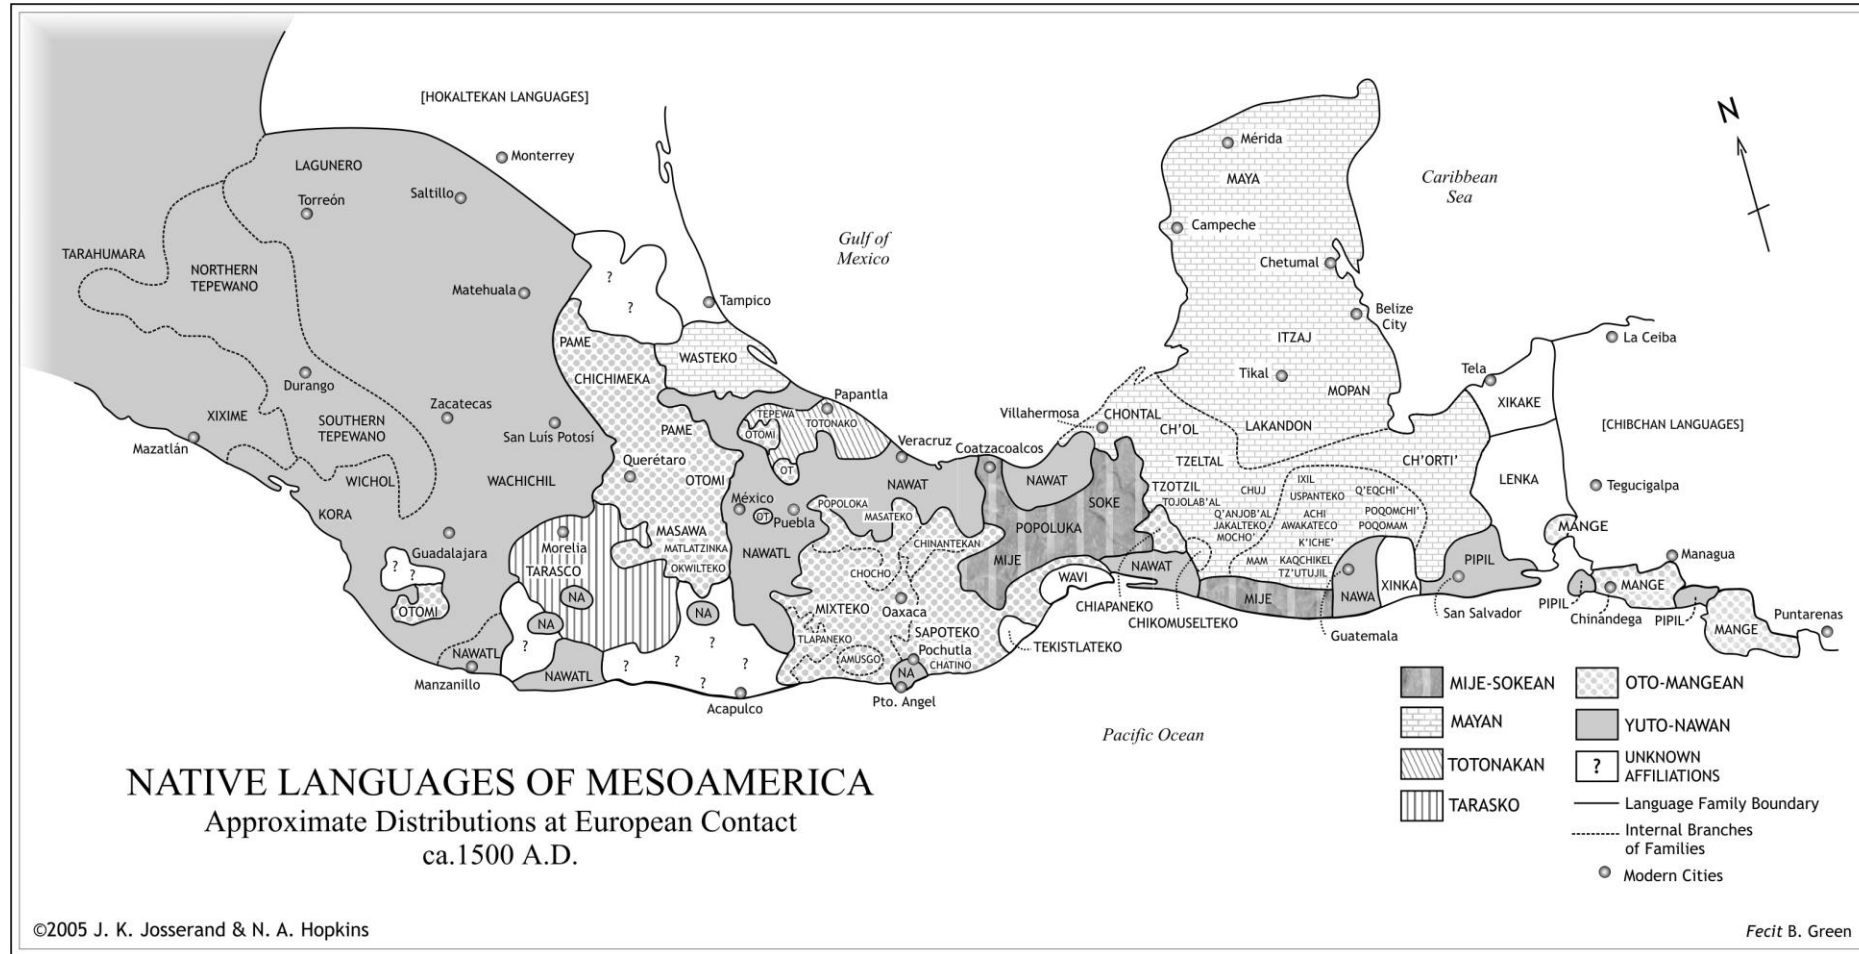 [HOKALTEKAN LANGUAGES]
LAGUNERO
Monterrey
Torreón
Saltillo
TARAHUMARA
NORTHERN
TEPEWANO
Matehuala
?
?
Tampico
Gulf of
Mexico
Mérida
MAYA
Campeche
Chetumal
Caribbean
Sea
N
Belize
City
PAME
WASTEKO
CHICHIMEKA
Durango
XIXIME
SOUTHERN
TEPEWANO
Zacatecas
San Luís Potosí
Mazatlán
WICHOL
WACHICHIL
KORA
Guadalajara
PAME
Querétaro
OTOMI
TEPEWA
OTOMI
TOTONAKO
OT
Papantla
Veracruz
México
OT
Puebla
NAWAT
NAWATL
POPOLOKA
MASATEKO
CHINANTEKAN
CHOCHO
MASAWA
MATLATZINKA
OKWILTEKO
Morelia
TARASCO
NA
NA
NA
? ?
OTOMI
NAWATL
Manzanillo
?
NAWATL
?
?
?
?
?
Acapulco
MIXTEKO
Oaxaca
TLAPANEKO
AMUSGO
SAPOTEKO
Pochutla
CHATINO
NA
Pto. Angel
Coatzacoalcos
Villahermosa
NAWAT
SOKE
POPOLUKA
MIJE
WAVI
NAWAT
CHIAPANEKO
CHIKOMUSELTEKO
TEKISTLATEKO
ITZAJ
Tikal
MOPAN
CHONTAL
CH'OL
LAKANDON
TZELTAL
TZOTZIL
TOJOLAB'AL
CHUJ
Q'ANJOB'AL
JAKALTEKO
MOCHO'
IXIL
USPANTEKO
Q'EQCHI'
ACHI
AWAKATECO
POQOMCHI'
POQOMAM
K'ICHE'
MAM
KAQCHIKEL
TZ'UTUJIL
CH'ORTI'
MIJE
NAWA
Guatemala
XINKA
PIPIL
San Salvador
Tela
La Ceiba
XIKAKE
[CHIBCHAN LANGUAGES]
LENKA
Tegucigalpa
MANGE
Managua
MANGE
PIPIL
Chinandega
PIPIL
MANGE
Puntarenas
Pacific Ocean
MIJE-SOKEAN
MAYAN
TOTONAKAN
TARASKO
OTO-MANGEAN
YUTO-NAWAN
?
UNKNOWN
AFFILIATIONS
Language Family Boundary
Internal Branches
of Families
Modern Cities
NATIVE LANGUAGES OF MESOAMERICA
Approximate Distributions at European Contact
ca.1500 A.D.
©2005 J. K. Josserand & N. A. Hopkins
Fecit B. Green